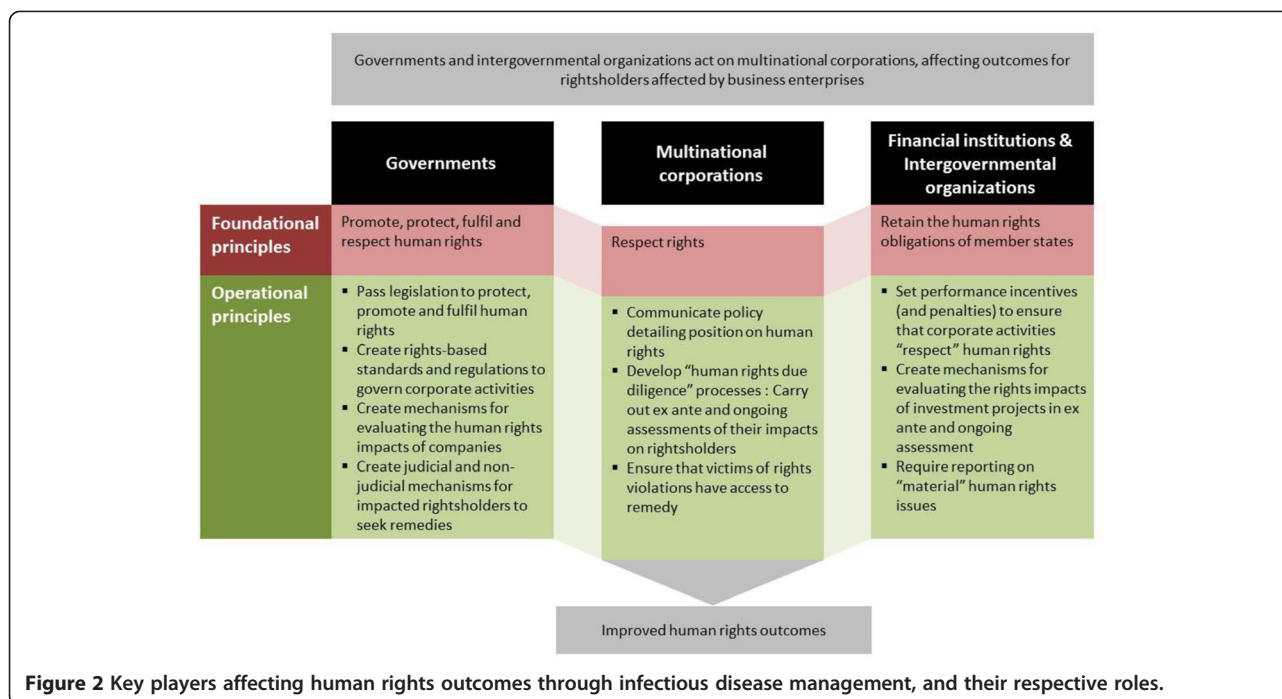 Governments and intergovernmental organizations act on multinational corporations, affecting outcomes for
rightsholders affected by business enterprises
Governments
Multinational
corporations
Financial institutions &
Intergovernmental
organizations
Foundational
principles
Promote, protect, fulfil and
respect human rights
Respect rights
Retain the human rights
obligations of member states
Operational
principles
▪ Pass legislation to protect,
promote and fulfil human
rights
▪ Create rights-based
standards and regulations to
govern corporate activities
▪ Create mechanisms for
evaluating the human rights
impacts of companies
▪ Create judicial and non-
judicial mechanisms for
impacted rightsholders to
seek remedies
▪ Communicate policy
detailing position on human
rights
▪ Develop “human rights due
diligence” processes : Carry
out ex ante and ongoing
assessments of their impacts
on rightsholders
▪ Ensure that victims of rights
violations have access to
remedy
▪ Set performance incentives
(and penalties) to ensure
that corporate activities
“respect” human rights
▪ Create mechanisms for
evaluating the rights impacts
of investment projects in ex
ante and ongoing
assessment
▪ Require reporting on
“material” human rights
issues
Improved human rights outcomes
Figure 2 Key players affecting human rights outcomes through infectious disease management, and their respective roles.